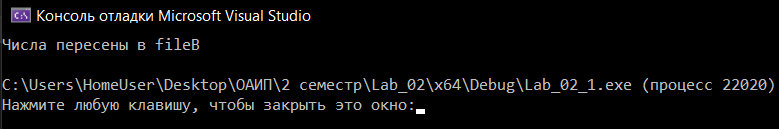 Консоль отладки Microsoft Visual Studio
Числа пересены в fileB
C:\Users\HomeUser\Desktop\ОАИП\2 семестр\Lab_02\x64\Debug\Lab_02_1.exe (процесс 22020)
Нажмите любую клавишу, чтобы закрыть это окно: